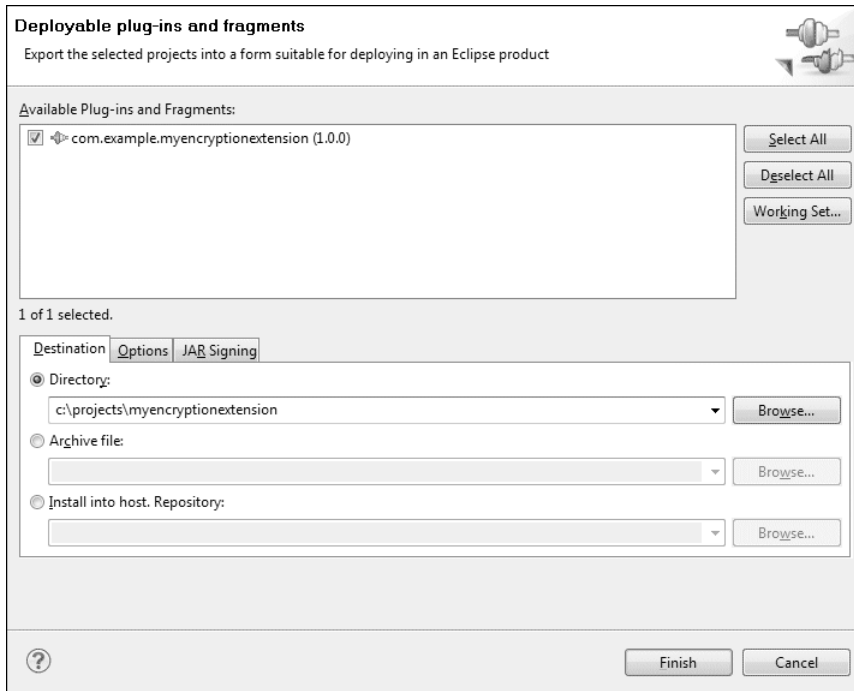 Deployable plug-ins and fragments
Export the selected projects into a form suitable for deploying in an Eclipse product
Available Plug-ins and Fragments:
com.example.myencryptionextension (1.0.0)
Select All
Deselect All
Working Set...
1 of 1 selected.
Destination Options JAR Signing
Directory:
c:\projects\myencryptionextension Browse...
Archive file:
Browse...
Install into host. Repository:
Browse...
? Finish Cancel